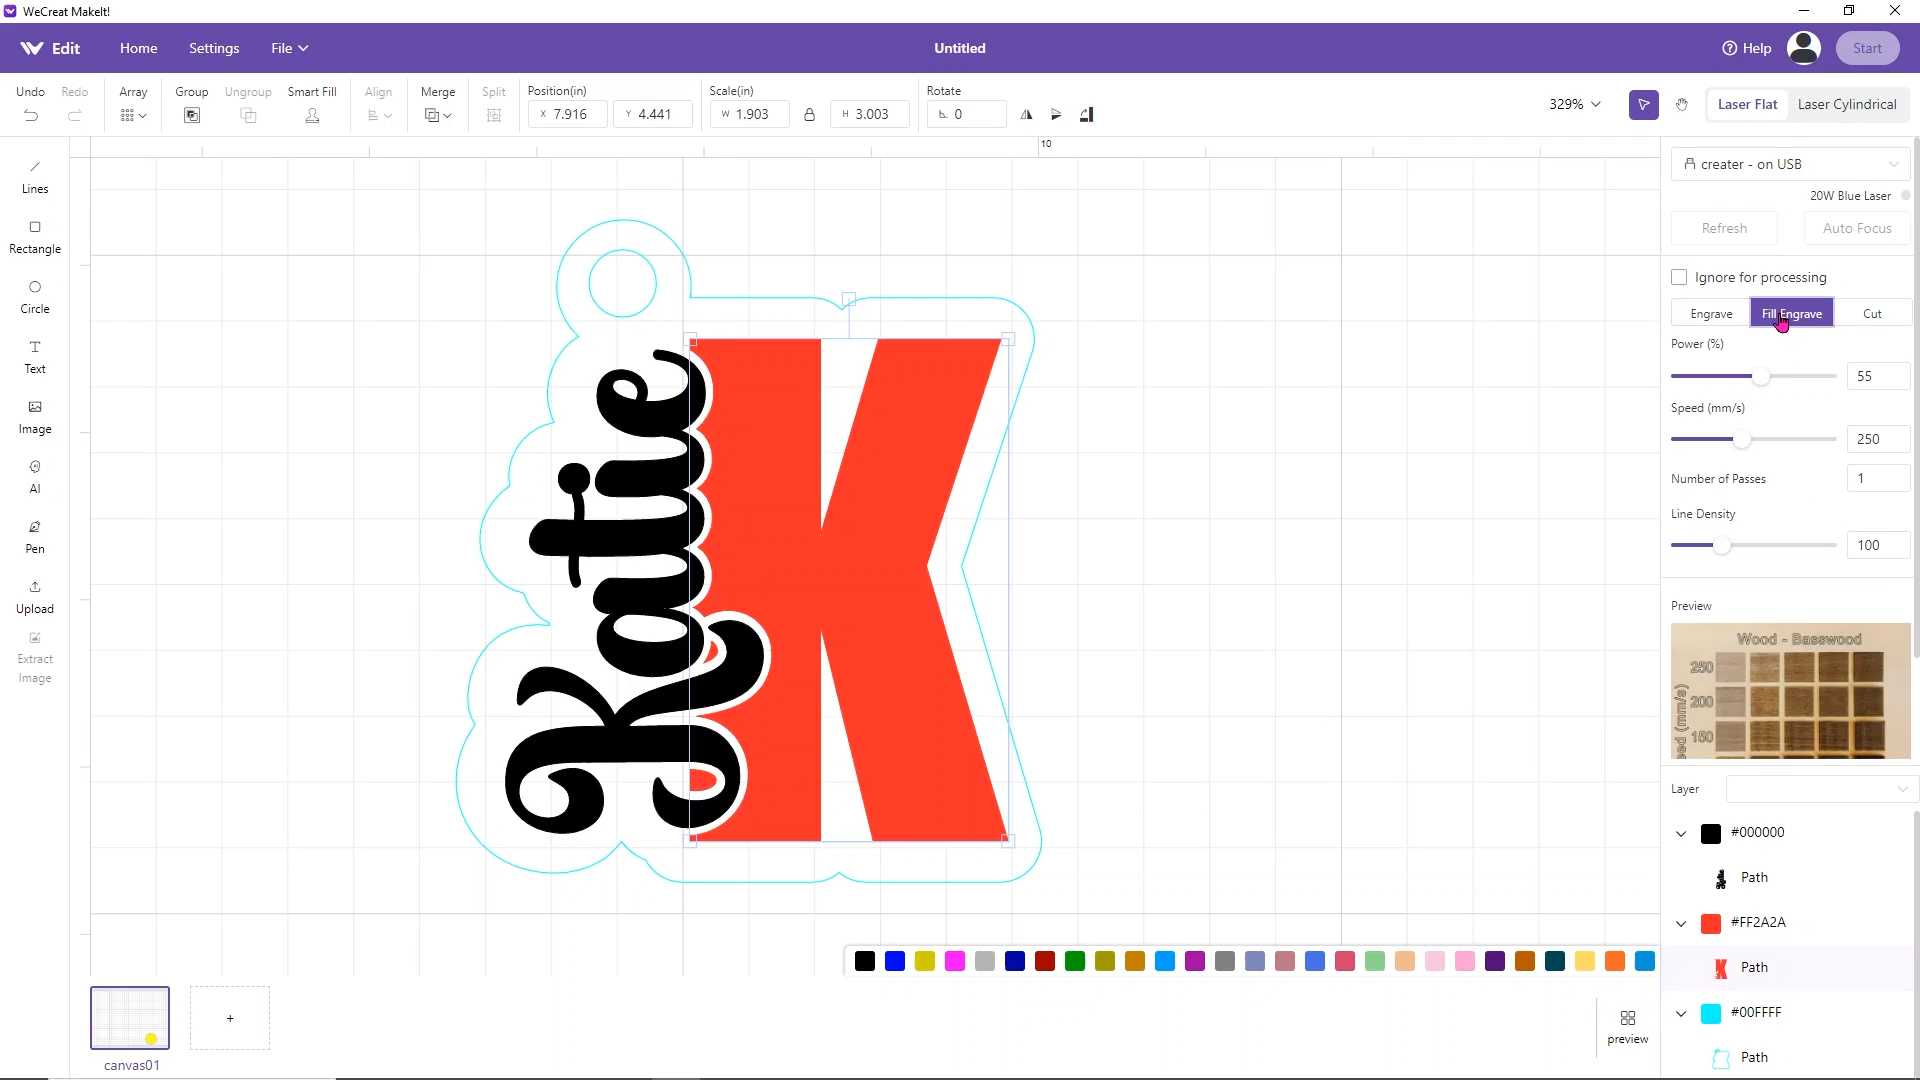 WeCreat MakeIt!
Edit
Home
Settings
File
Untitled
Help
Start
Undo
Redo
Array
Group
Ungroup
Smart Fill
Align
Merge
Split
Position(in)
X 7.916
Y 4.441
Scale(in)
W 1.903
H 3.003
Rotate
0
329%
Laser Flat
Laser Cylindrical
10
Lines
Rectangle
Circle
Text
Image
AI
Pen
Upload
Extract
Image
Katie
K
creater - on USB
20W Blue Laser
Refresh
Auto Focus
Ignore for processing
Engrave
Fill Engrave
Cut
Power (%)
55
Speed (mm/s)
250
Number of Passes
1
Line Density
100
Preview
Wood - Basswood
250
200
150
eed (mm/s)
Layer
#000000
Path
#FF2A2A
Path
#00FFFF
Path
+
canvas01
preview